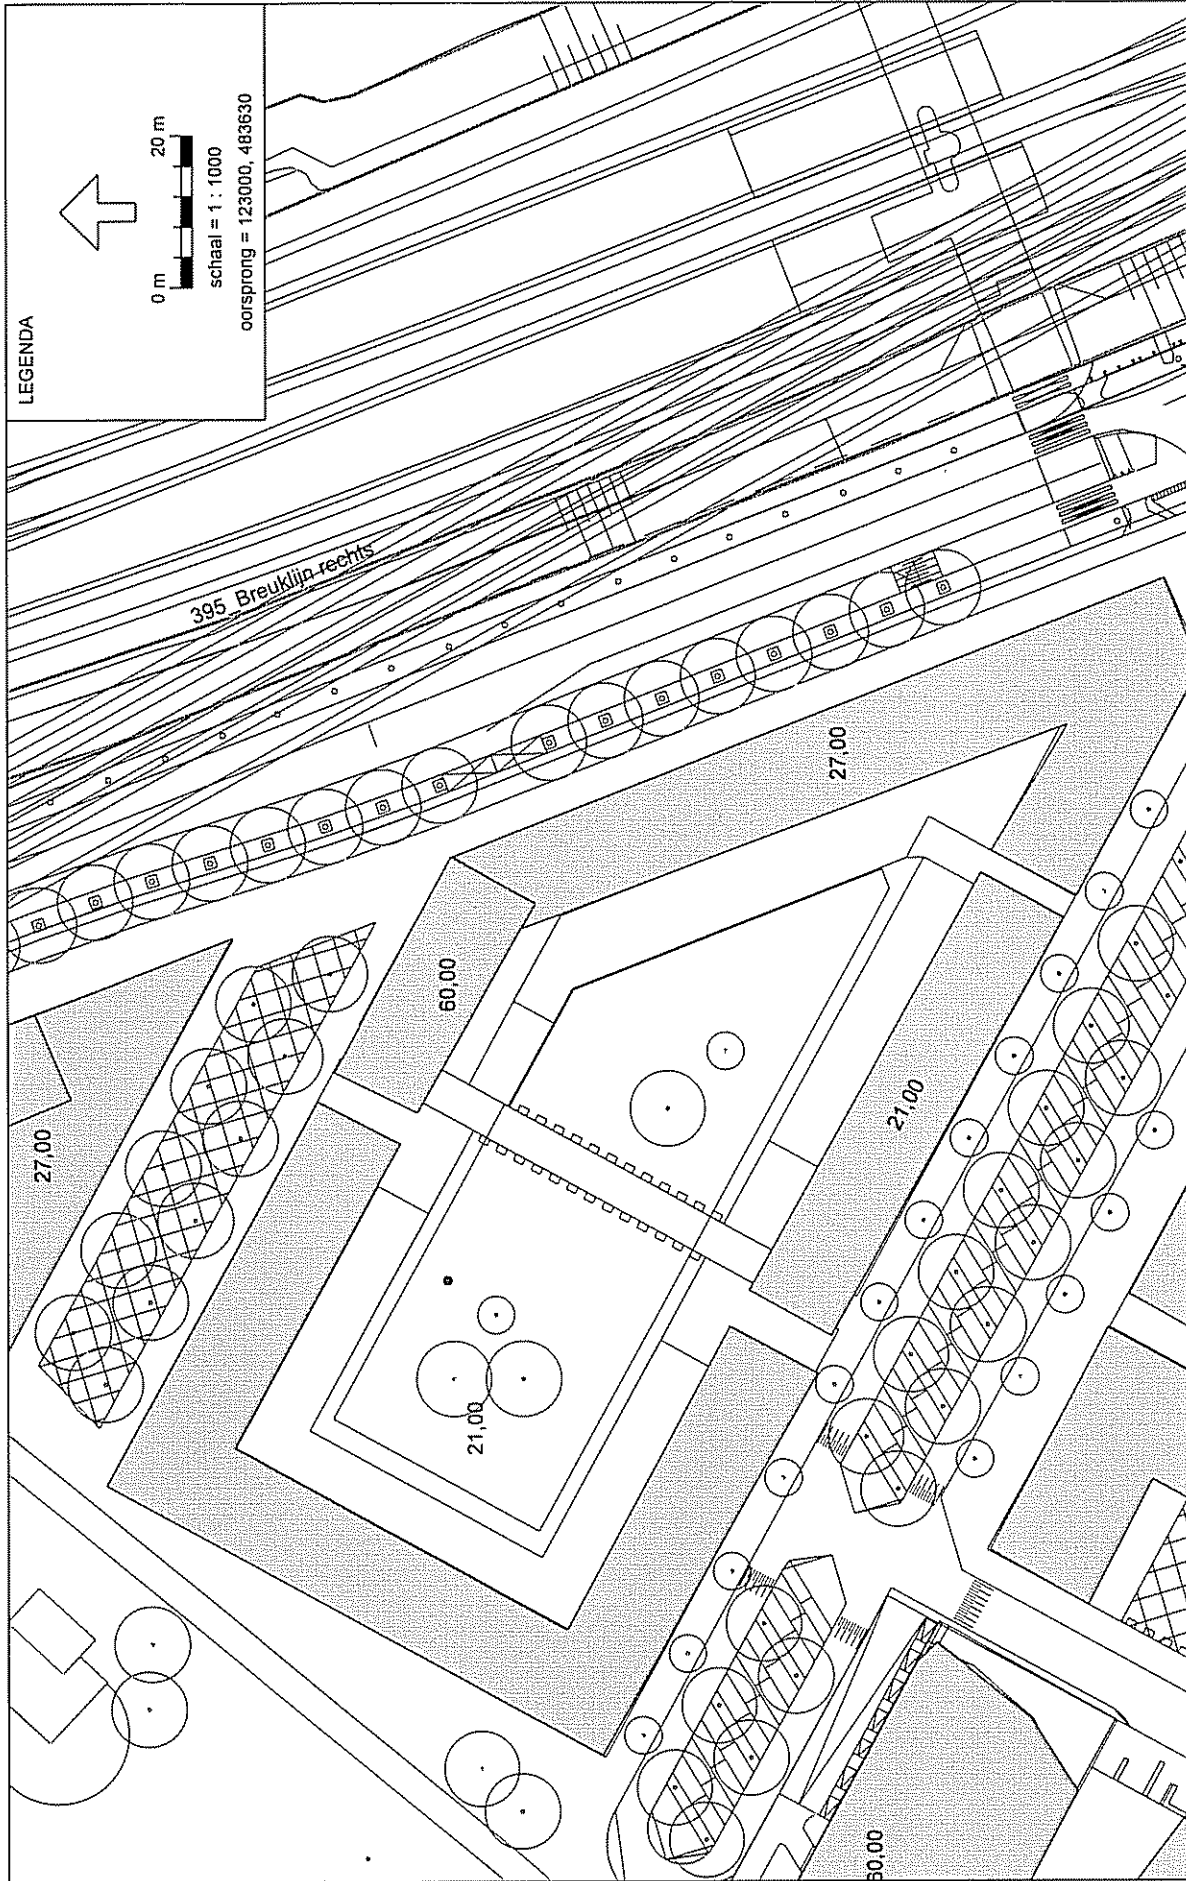 LEGENDA
0 m 20 m
schaal = 1 : 1000
oorsprong = 123000, 483630
395_Breuklijn-rechts
27,00
60,00
27,00
21,00
21,00
60,00